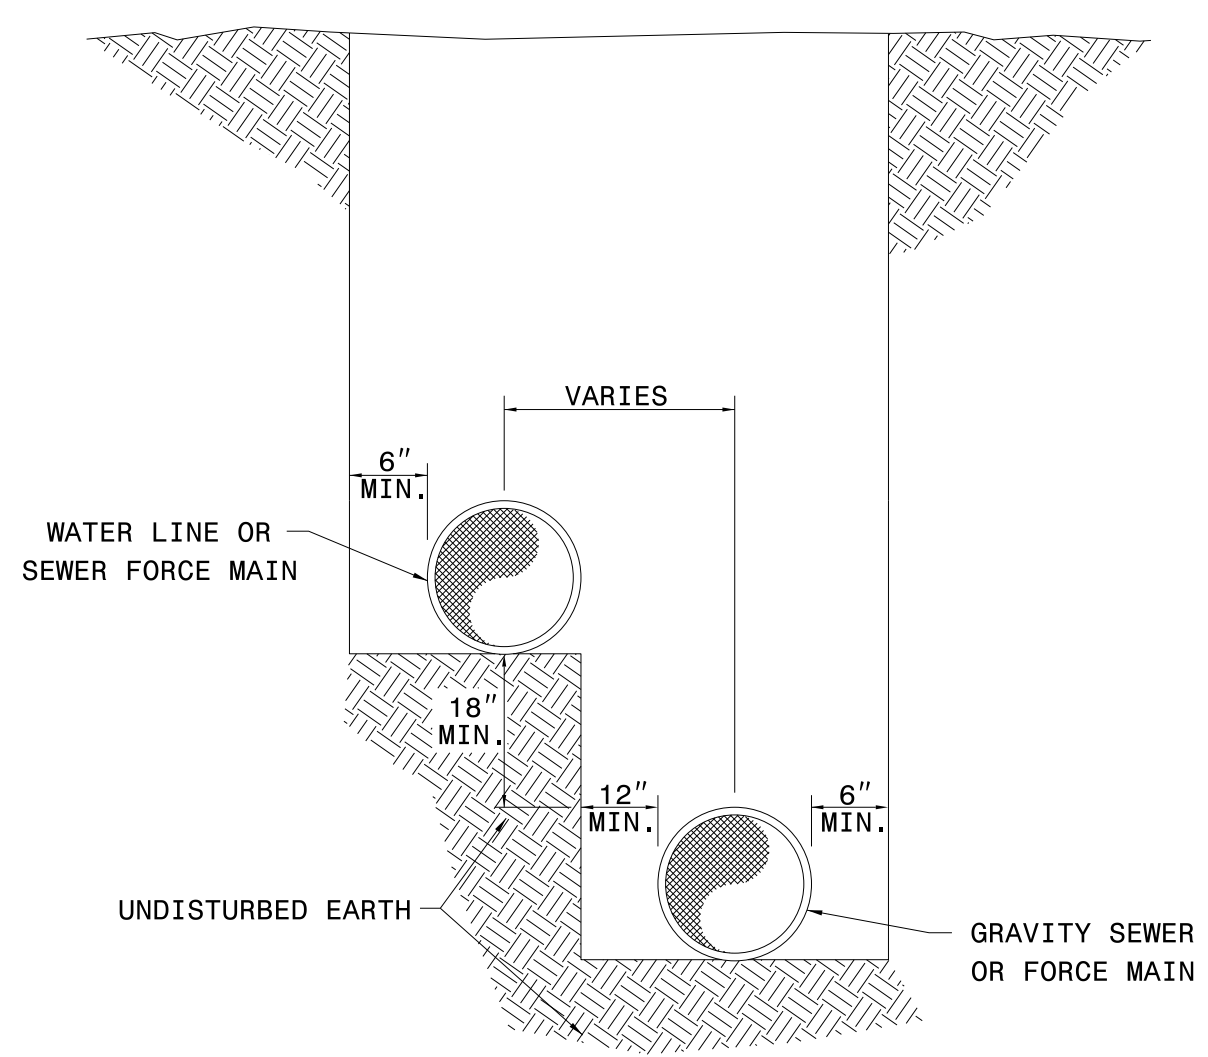 VARIES
6"
MIN.
WATER LINE OR
SEWER FORCE MAIN
18"
MIN.
12"
MIN.
6"
MIN.
UNDISTURBED EARTH
GRAVITY SEWER
OR FORCE MAIN